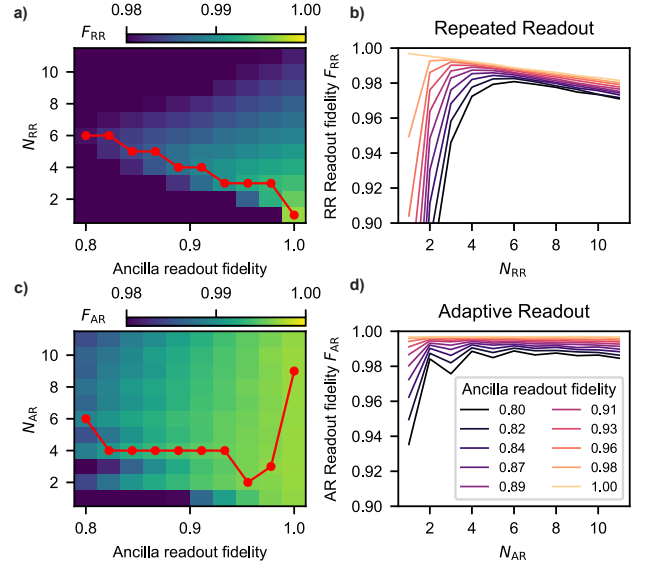 a)
F_RR
0.98 0.99 1.00
10
8
6
4
2
N_RR
0.8 0.9 1.0
Ancilla readout fidelity
b)
Repeated Readout
1.00
0.98
0.96
0.94
0.92
0.90
RR Readout fidelity F_RR
2 4 6 8 10
N_RR
c)
F_AR
0.98 0.99 1.00
10
8
6
4
2
N_AR
0.8 0.9 1.0
Ancilla readout fidelity
d)
Adaptive Readout
1.00
0.98
0.96
0.94
0.92
0.90
AR Readout fidelity F_AR
Ancilla readout fidelity
0.80 0.91
0.82 0.93
0.84 0.96
0.87 0.98
0.89 1.00
2 4 6 8 10
N_AR